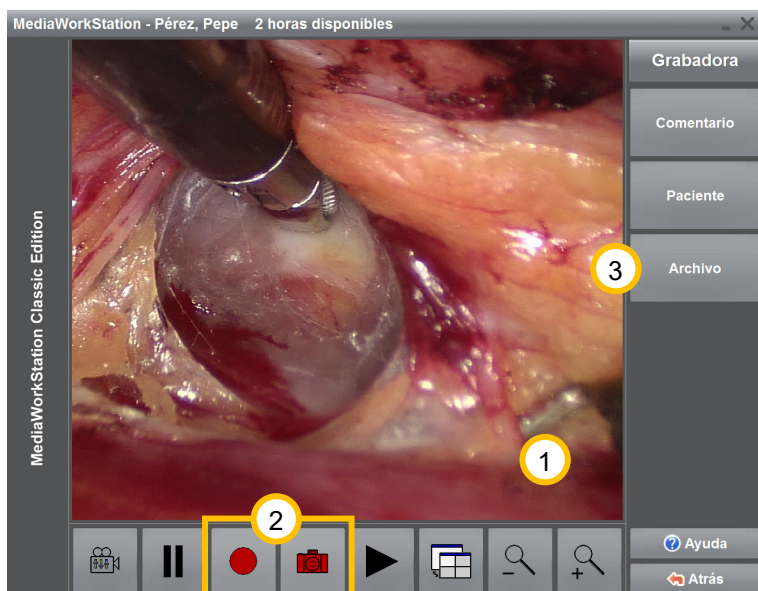 MediaWorkStation - Pérez, Pepe 2 horas disponibles
Grabadora
Comentario
Paciente
Archivo
3
MediaWorkStation Classic Edition
1
2
Ayuda
Atrás